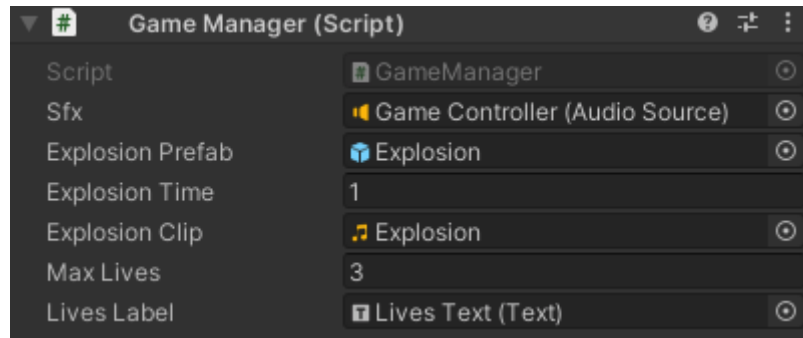 Game Manager (Script)
Script GameManager
Sfx Game Controller (Audio Source)
Explosion Prefab Explosion
Explosion Time 1
Explosion Clip Explosion
Max Lives 3
Lives Label Lives Text (Text)